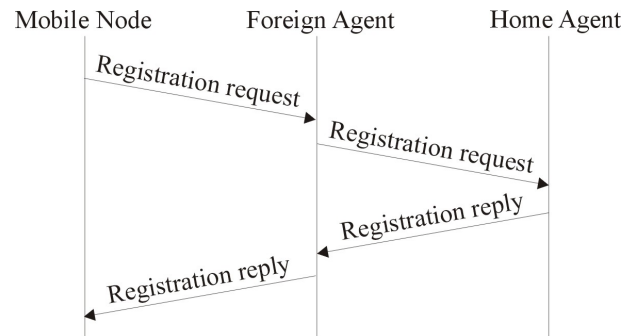 Mobile Node
Foreign Agent
Home Agent
Registration request
Registration request
Registration reply
Registration reply